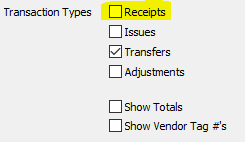 Transaction Types Receipts
Issues
Transfers
Adjustments
Show Totals
Show Vendor Tag #'s